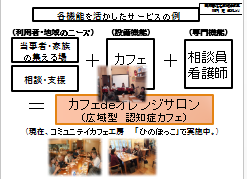 各機能を活かしたサービスの例
(利用者・地域のニーズ) (設備機能) (専門機能)
当事者・家族
の集える場
相談・支援
+
カフェ
+
相談員
看護師
=
カフェdeオレンジサロン
(広域型 認知症カフェ)
(現在、コミュニティカフェ工房 「ひのぼっこ」で実施中。)